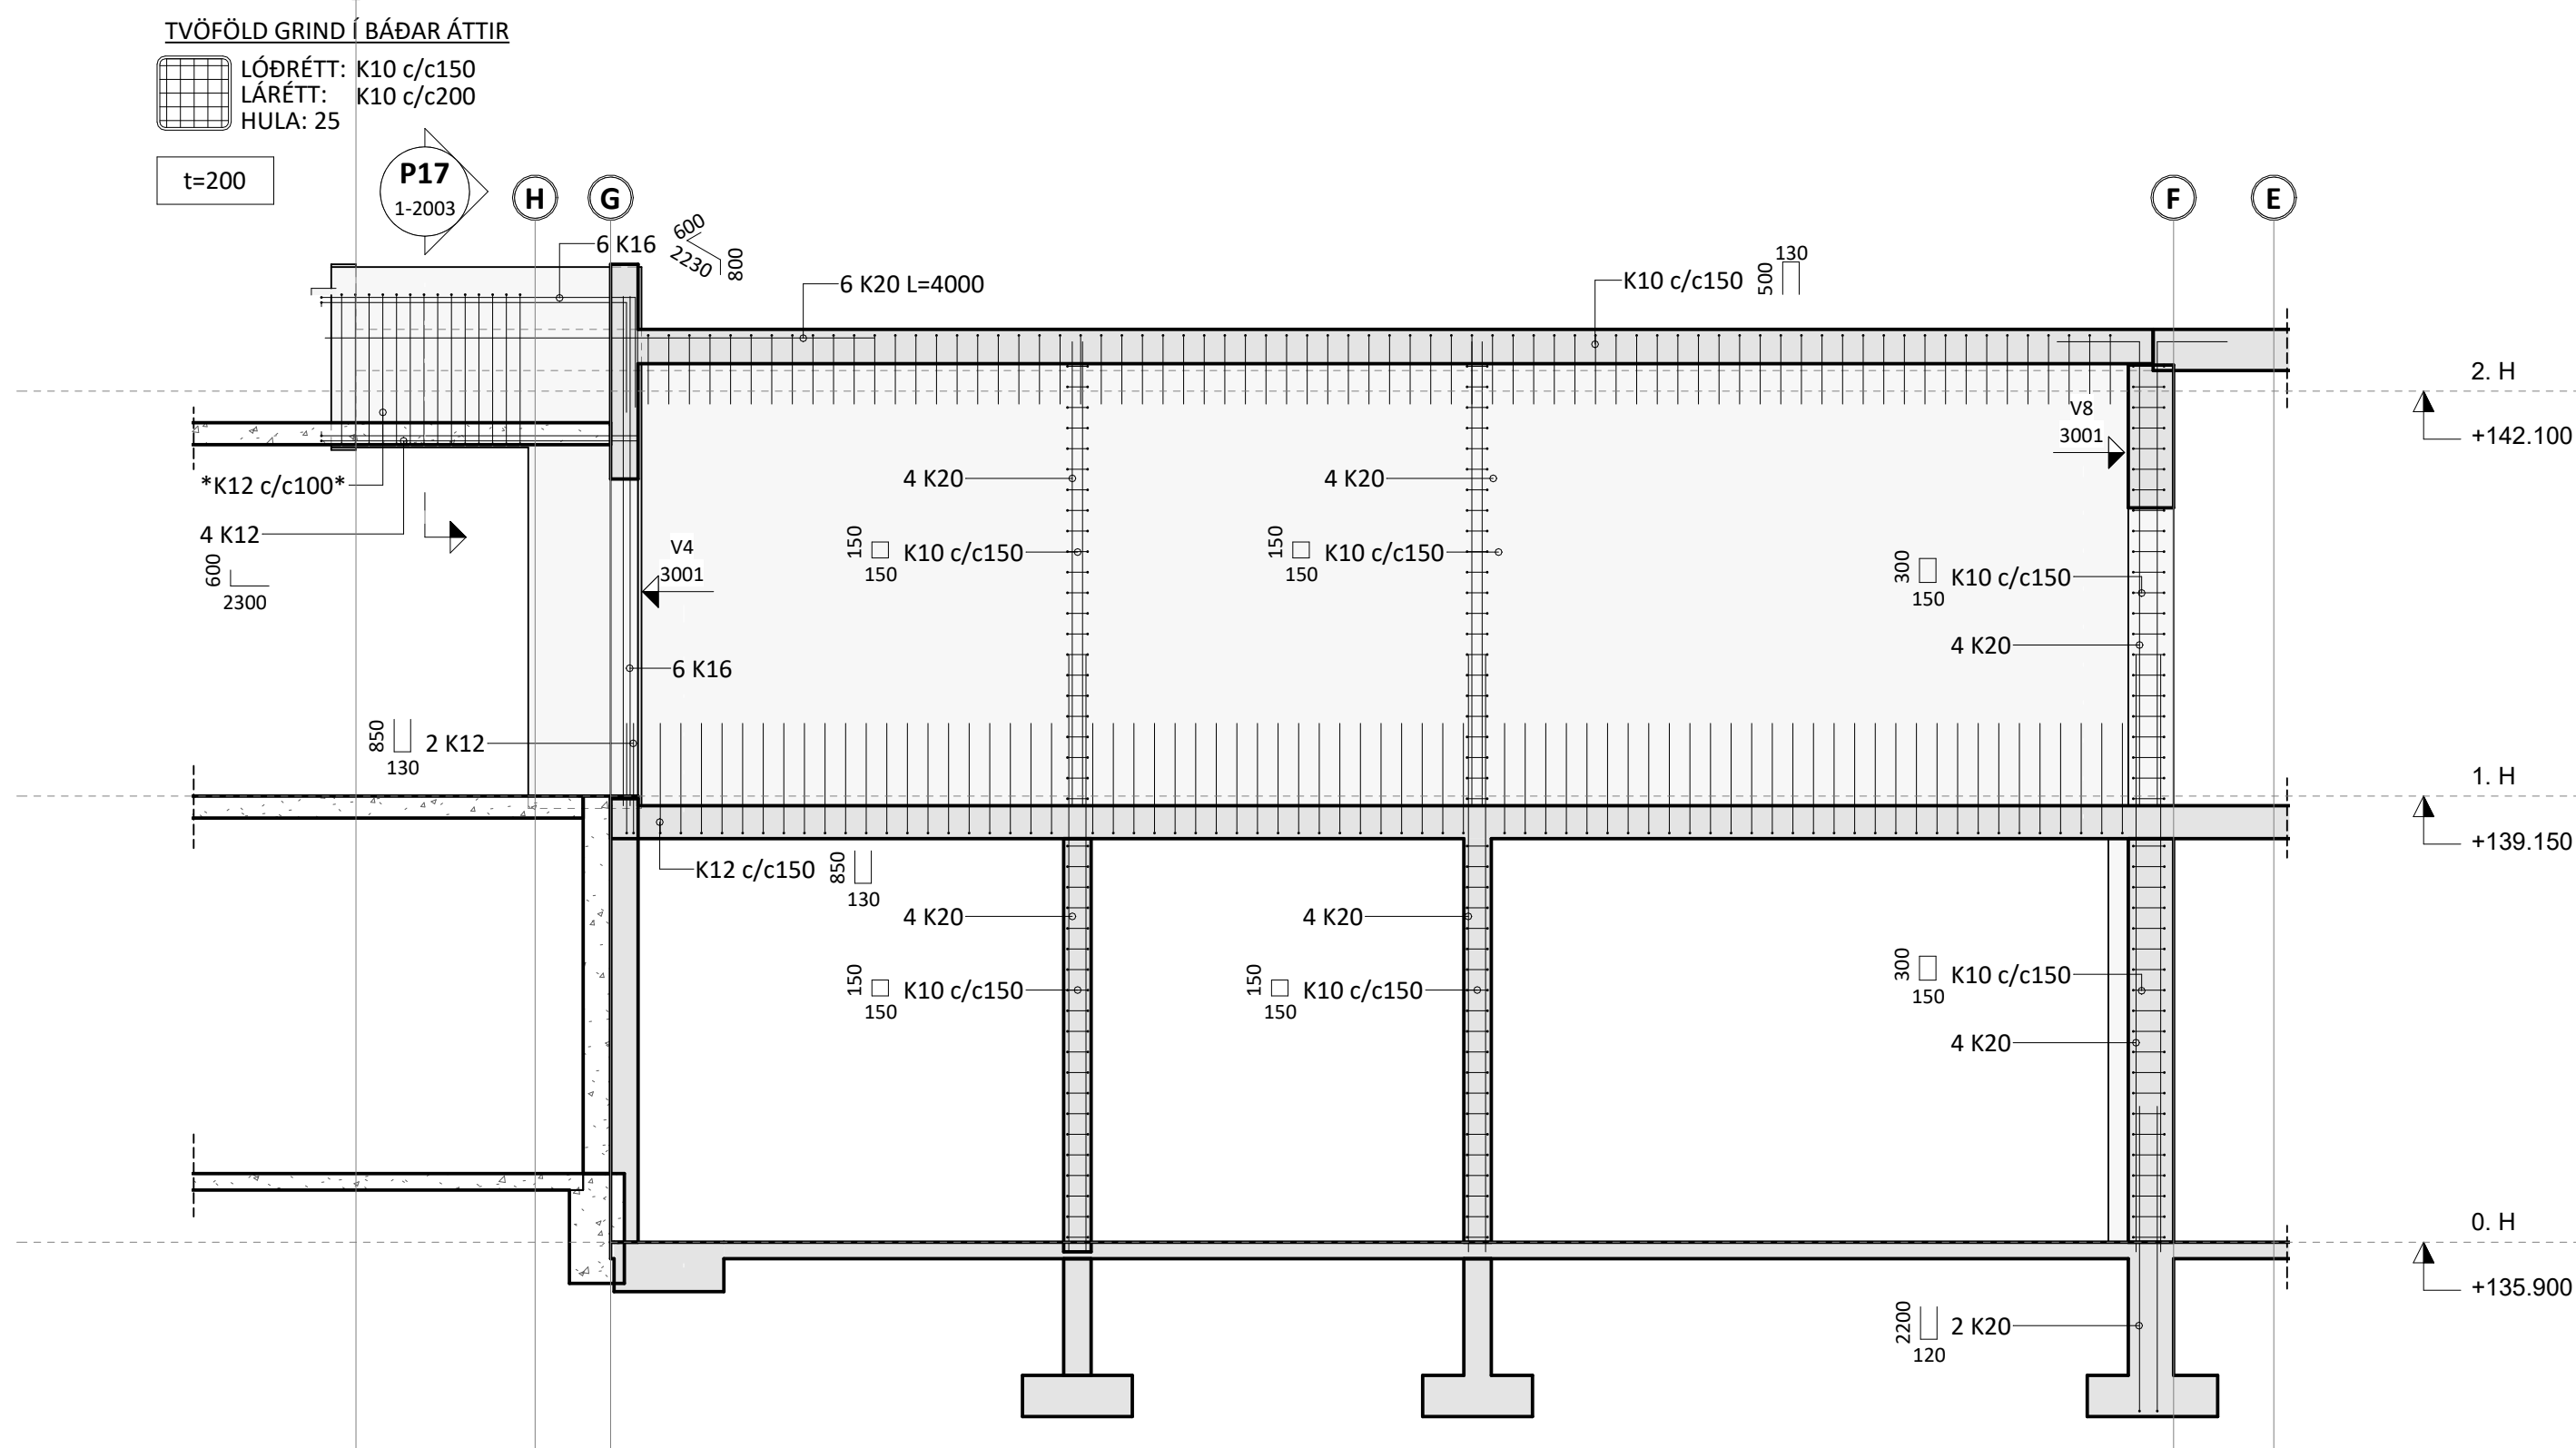 TVÖFÖLD GRIND Í BÁÐAR ÁTTIR
LÓÐRÉTT: K10 c/c150
LÁRÉTT: K10 c/c200
HULA: 25
t=200
P17
1-2003
H
G
F
E
6 K16
600
2230
800
6 K20 L=4000
K10 c/c150
500
130
2. H
+142.100
V8
3001
*K12 c/c100*
4 K12
600
2300
4 K20
150
150
K10 c/c150
4 K20
150
150
K10 c/c150
V4
3001
300
150
K10 c/c150
4 K20
6 K16
850
130
2 K12
1. H
+139.150
K12 c/c150
850
130
4 K20
150
150
K10 c/c150
4 K20
150
150
K10 c/c150
300
150
K10 c/c150
4 K20
0. H
+135.900
2200
120
2 K20